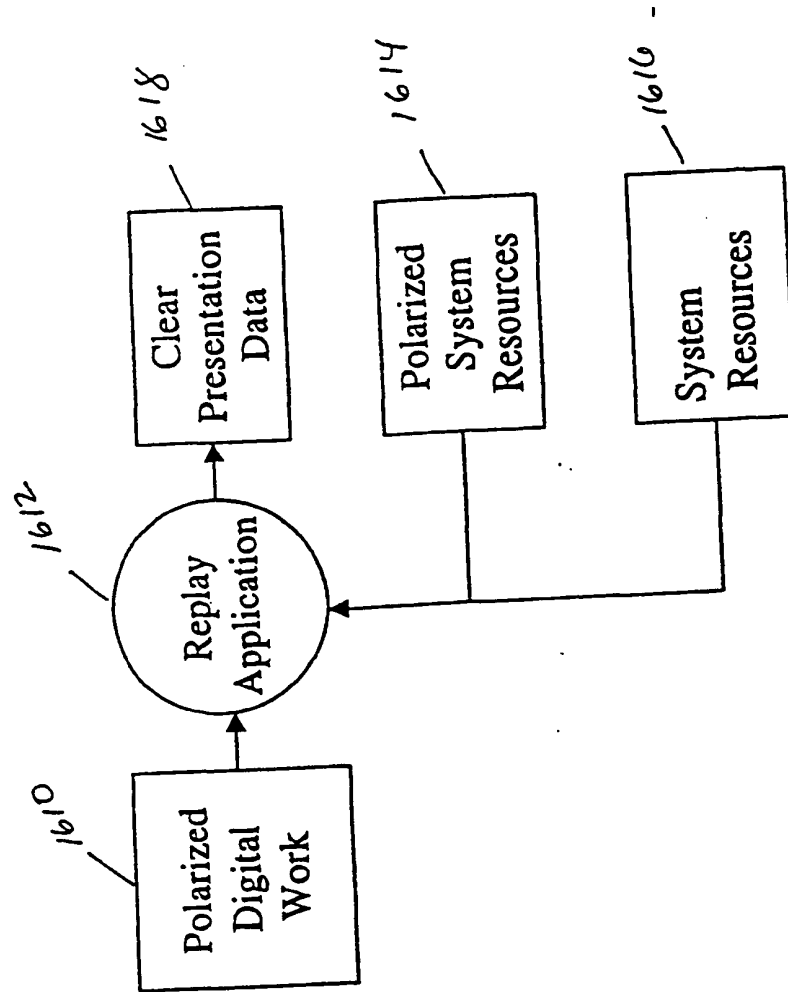 1610
Polarized
Digital
Work
1612
Replay
Application
1618
Clear
Presentation
Data
1614
Polarized
System
Resources
1616
System
Resources